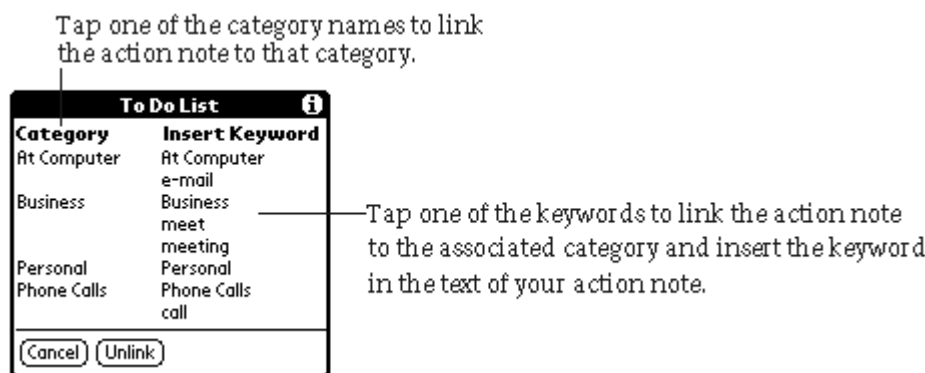 Tap one of the category names to link
the action note to that category.
To Do List
Category Insert Keyword
At Computer At Computer
e-mail
Business Business
meet
meeting
Personal Personal
Phone Calls Phone Calls
call
Cancel Unlink
Tap one of the keywords to link the action note
to the associated category and insert the keyword
in the text of your action note.